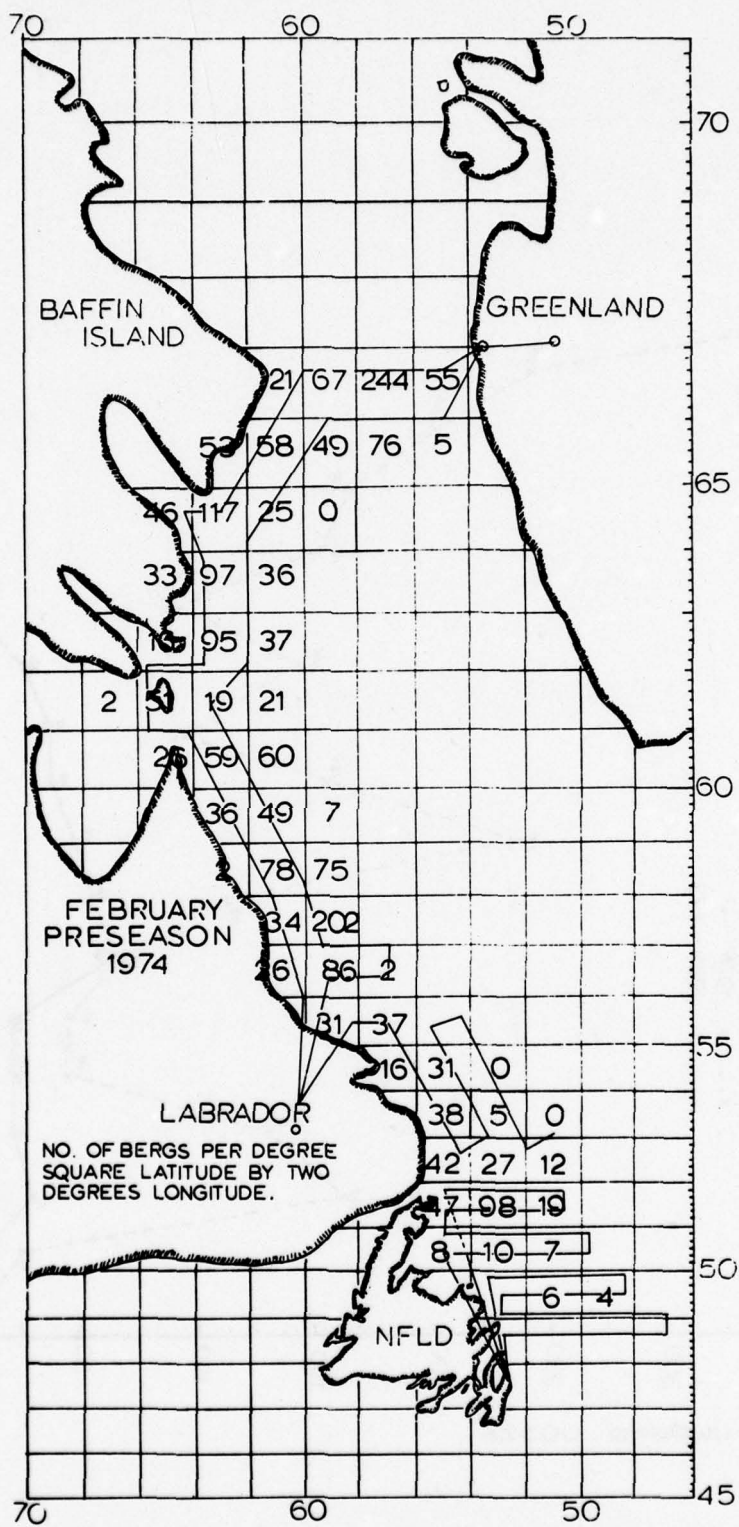 70 60 50
70
BAFFIN
ISLAND
GREENLAND
21 67 244 55
53 58 49 76 5
65
46 117 25 0
33 97 36
95 37
2 5 19 21
26 59 60
60
36 49 7
78 75
FEBRUARY
PRESEASON
1974
34 202
6 86 2
31 37
55
16 31 0
LABRADOR
38 5 0
NO. OF BERGS PER DEGREE
SQUARE LATITUDE BY TWO
DEGREES LONGITUDE.
42 27 12
47 98 19
8 10 7
50
6 4
NFLD
45
70 60 50